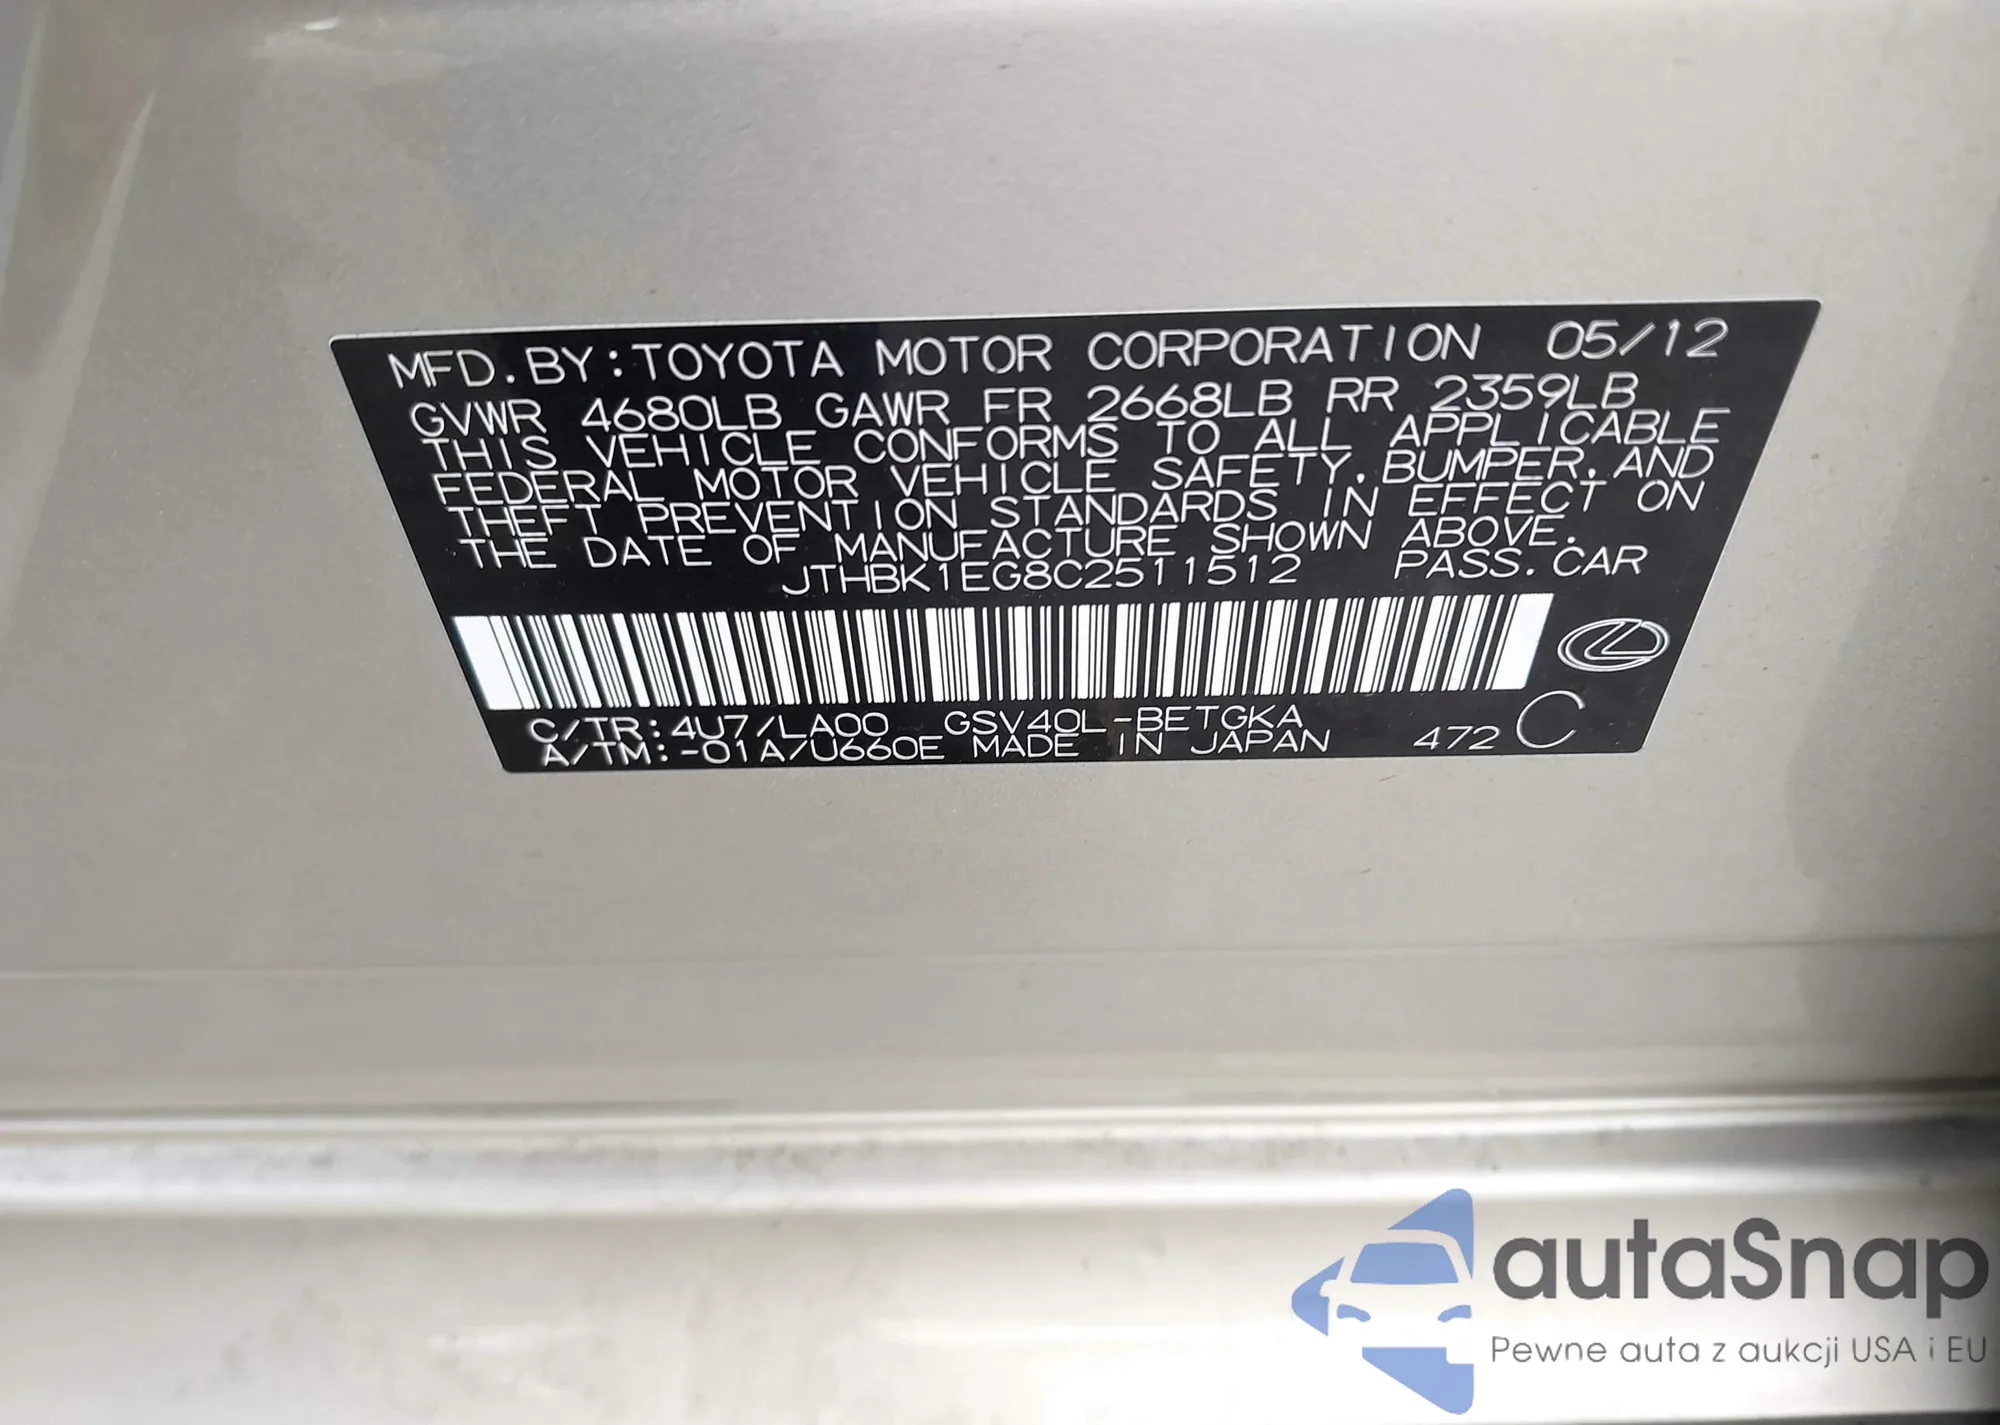 MFD. BY: TOYOTA MOTOR CORPORATION 05/12
GVWR 4680LB GAWR FR 2668LB RR 2359LB
THIS VEHICLE CONFORMS TO ALL APPLICABLE
FEDERAL MOTOR VEHICLE SAFETY, BUMPER, AND
THEFT PREVENTION STANDARDS IN EFFECT ON
THE DATE OF MANUFACTURE SHOWN ABOVE.
JTHBK1EG8C2511512 PASS. CAR
C/TR: 4U7/LA00 GSV40L-BETGKA
A/TM: -01A/U660E MADE IN JAPAN 472 C
autaSnap
Pewne auta z aukcji USA i EU